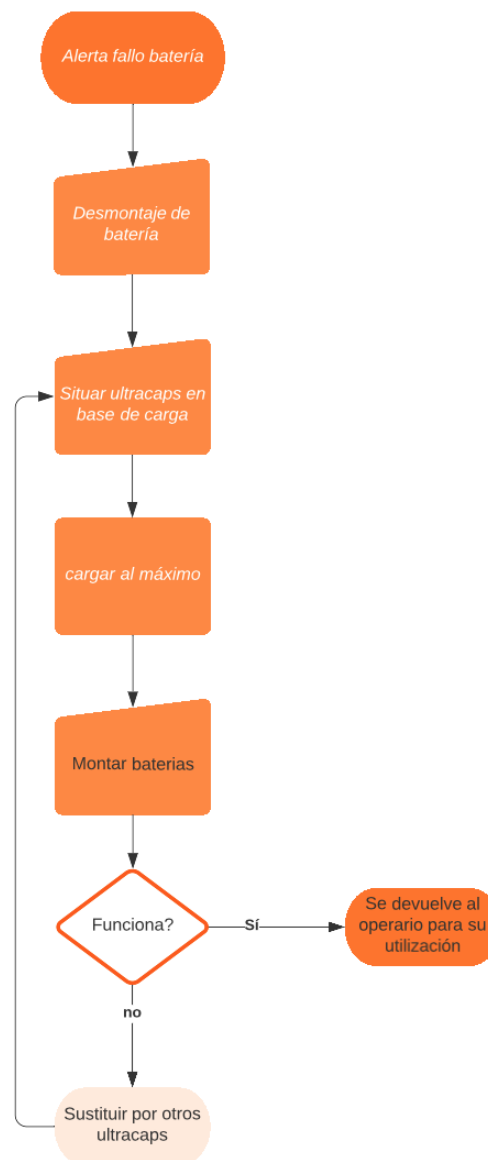 Alerta fallo batería
Desmontaje de
batería
Situar ultracaps en
base de carga
cargar al máximo
Montar baterias
Funciona?
Sí
Se devuelve al
operario para su
utilización
no
Sustituir por otros
ultracaps